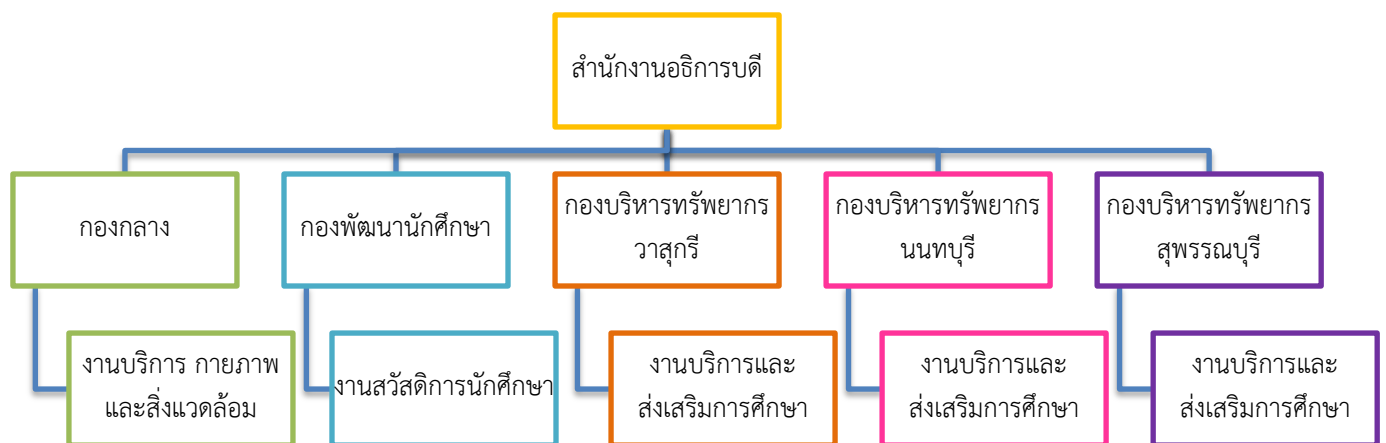 สำนักงานอธิการบดี
กองกลาง
กองพัฒนานักศึกษา
กองบริหารทรัพยากร
วาสุกรี
กองบริหารทรัพยากร
นนทบุรี
กองบริหารทรัพยากร
สุพรรณบุรี
งานบริการ กายภาพ
และสิ่งแวดล้อม
งานสวัสดิการนักศึกษา
งานบริการและ
ส่งเสริมการศึกษา
งานบริการและ
ส่งเสริมการศึกษา
งานบริการและ
ส่งเสริมการศึกษา